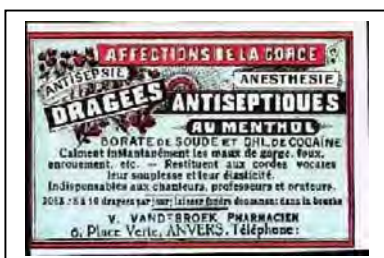 AFFECTIONS DE LA GORGE
ANTISEPSIE
ANESTHESIE
DRAGÉES ANTISEPTIQUES
AU MENTHOL
BORATE DE SOUDE ET CHL. DE COCAÏNE
Calment instantanément les maux de gorge, toux,
enrouement, etc. — Restituent aux cordes vocales
leur souplesse et leur élasticité.
Indispensables aux chanteurs, professeurs et orateurs.
DOSE : 8 à 10 dragées par jour; laisser fondre doucement dans la bouche
V. VANDEBROEK PHARMACIEN
6, Place Verte, ANVERS. Téléphone: